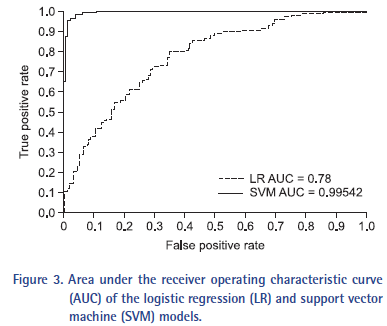 1.0
0.9
0.8
0.7
0.6
0.5
0.4
0.3
0.2
0.1
0.0
True positive rate
LR AUC = 0.78
SVM AUC = 0.99542
0 0.1 0.2 0.3 0.4 0.5 0.6 0.7 0.8 0.9 1.0
False positive rate
Figure 3. Area under the receiver operating characteristic curve
(AUC) of the logistic regression (LR) and support vector
machine (SVM) models.